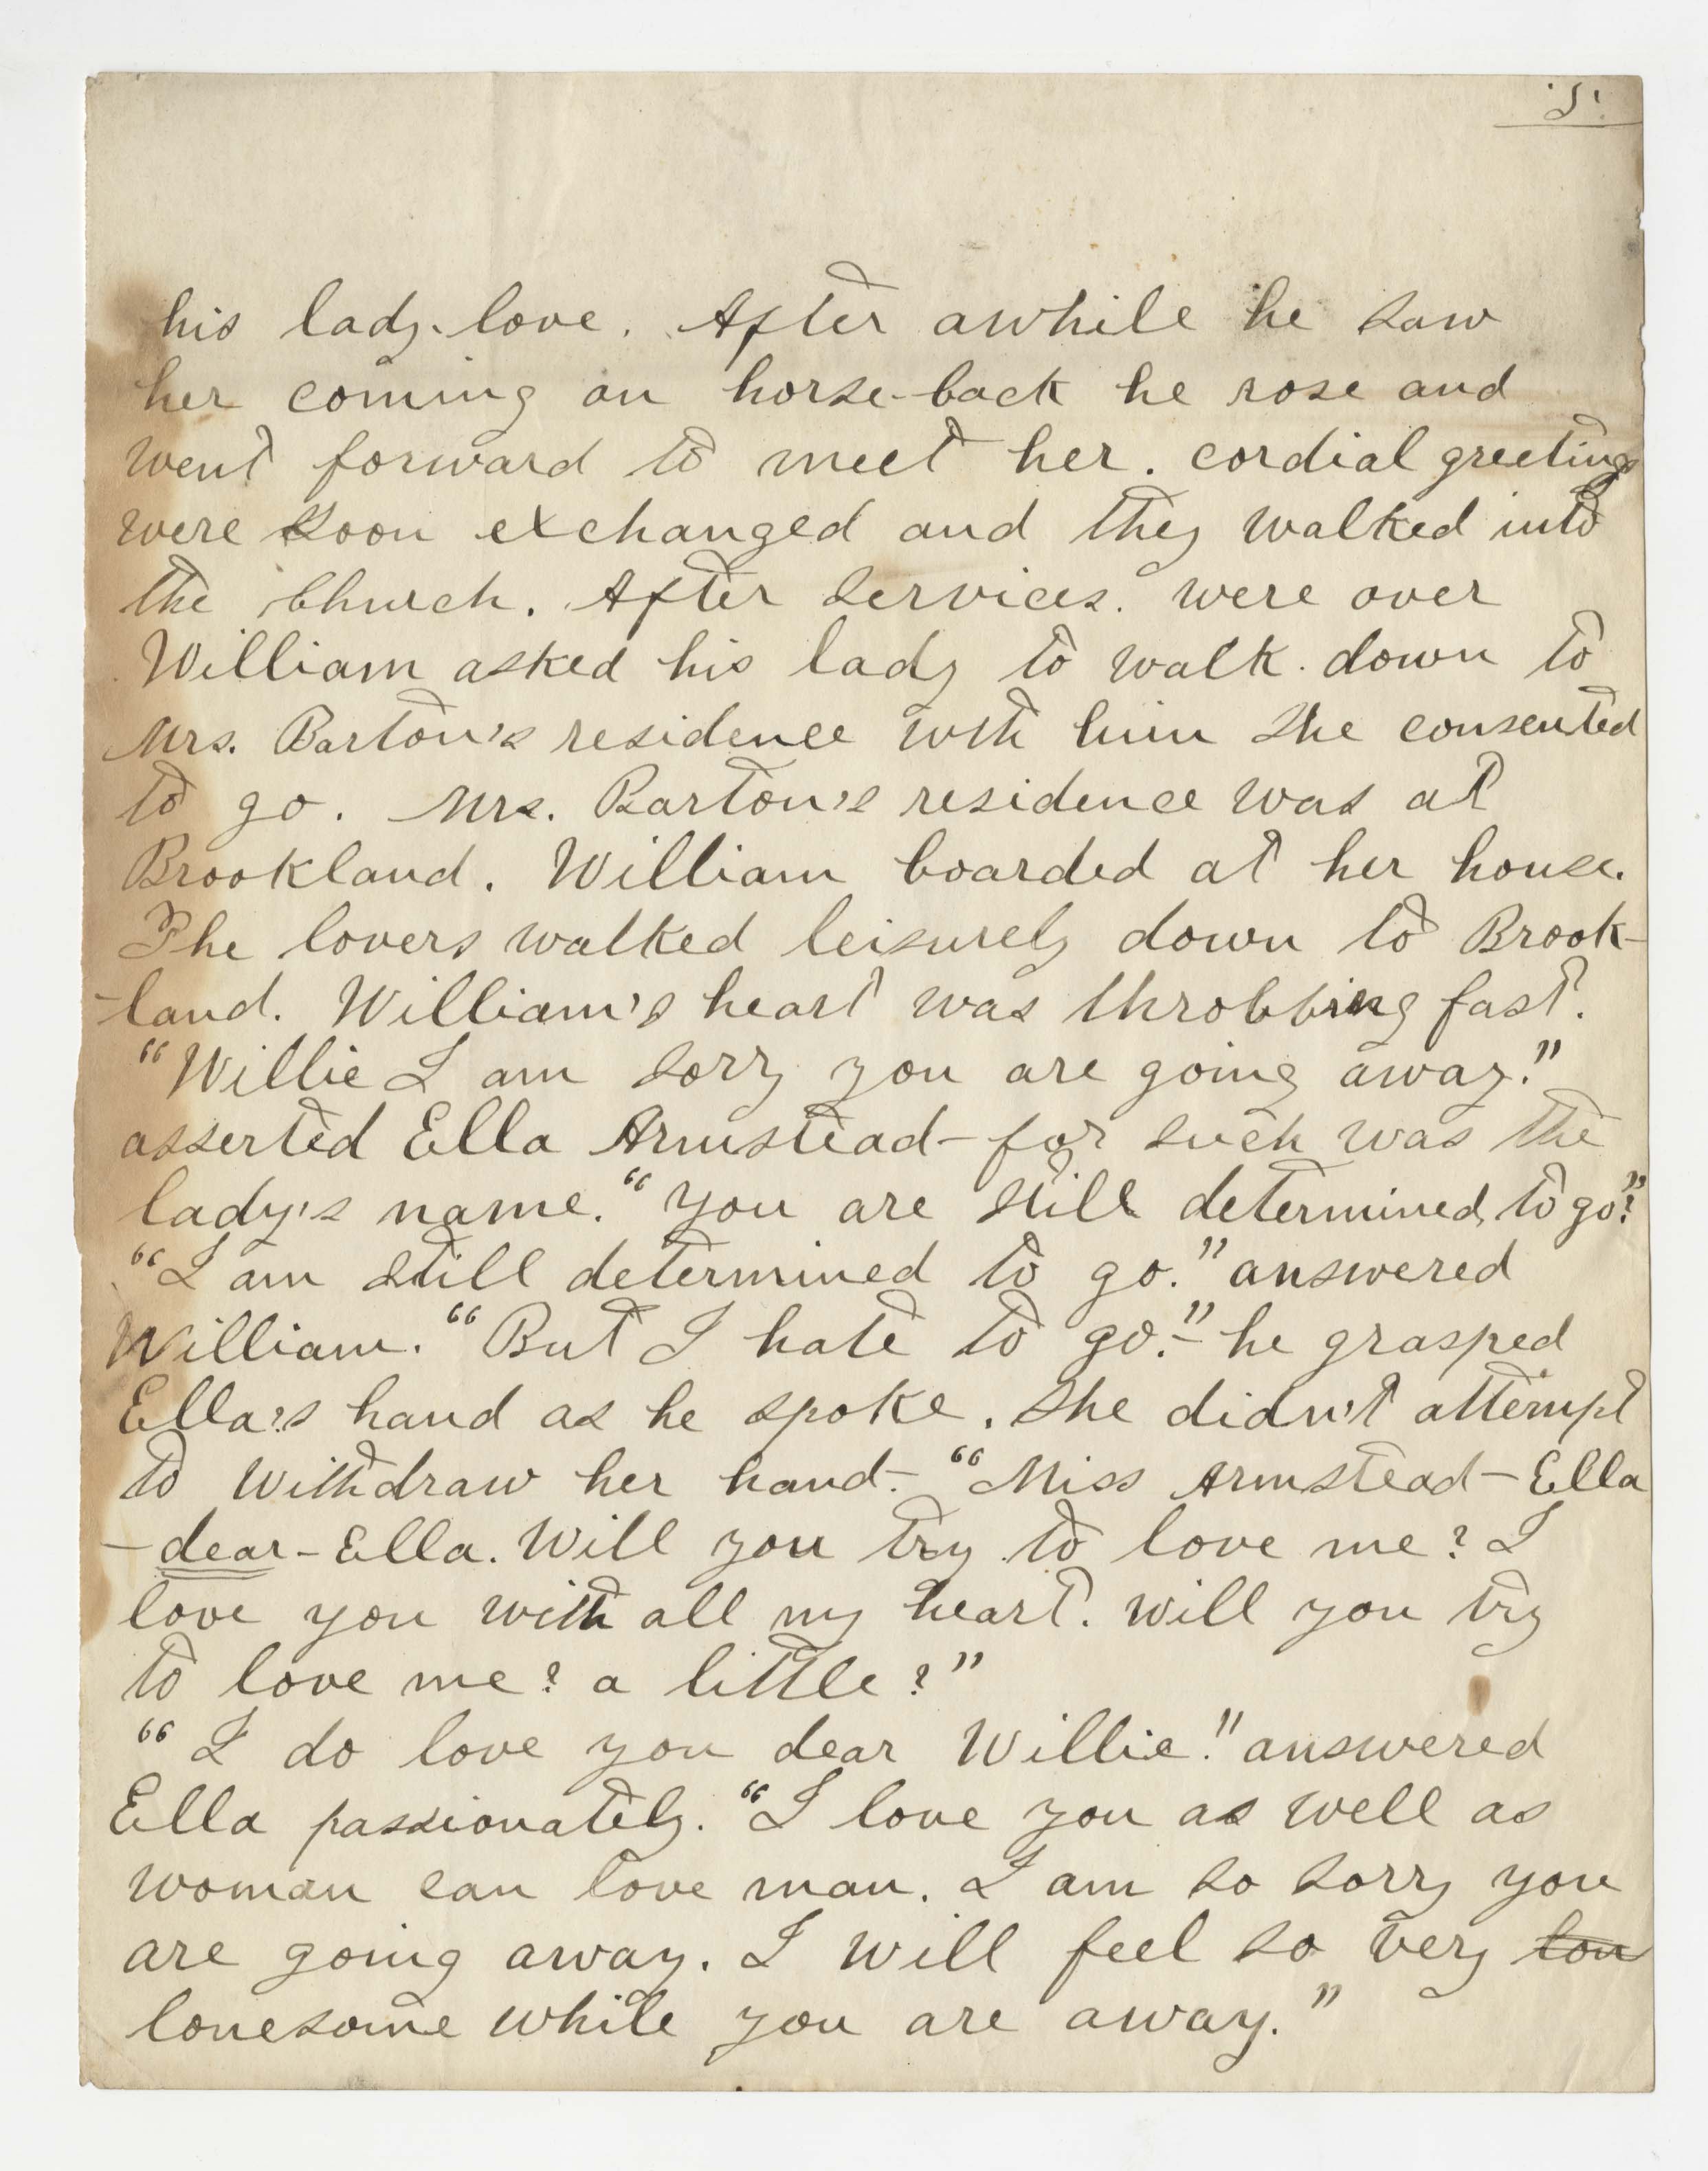 his lady-love. After awhile he saw
her coming on horse-back he rose and
went forward to meet her. cordial greetings
were soon exchanged and they walked into
the Church. After services. were over
William asked his lady to walk down to
Mrs. Barton's residence with him She consented
to go. Mrs. Barton's residence was at
Brookland. William boarded at her house.
The lovers walked leisurely down to Brook-
-land. William's heart was throbbing fast.
"Willie I am sorry you are going away."
asserted Ella Armstead - for such was the
lady's name. "you are still determined to go?"
"I am still determined to go." answered
William. "But I hate to go."- he grasped
Ella's hand as he spoke. She didn't attempt
to withdraw her hand- "Miss Armstead - Ella
- dear - Ella. Will you try to love me? I
love you with all my heart. will you try
to love me? a little?"
"I do love you dear Willie." answered
Ella passionately. "I love you as well as
woman can love man. I am so sorry you
are going away. I will feel so very lon
lonesome while you are away."